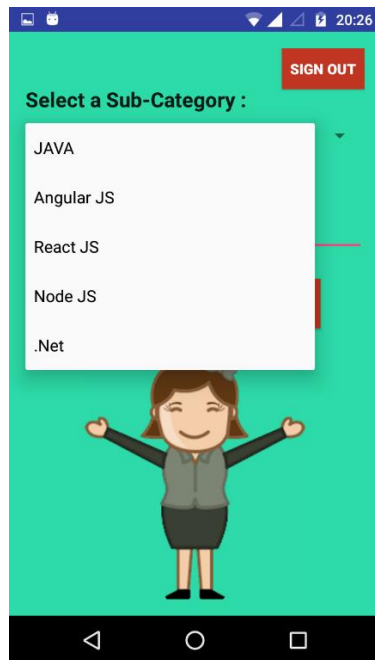 20:26
SIGN OUT
Select a Sub-Category :
JAVA
Angular JS
React JS
Node JS
.Net